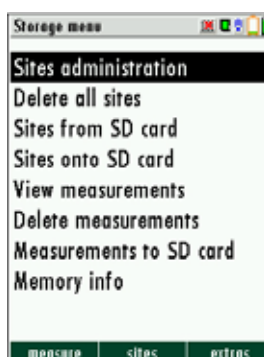 Storage menu
Sites administration
Delete all sites
Sites from SD card
Sites onto SD card
View measurements
Delete measurements
Measurements to SD card
Memory info
measure sites extras